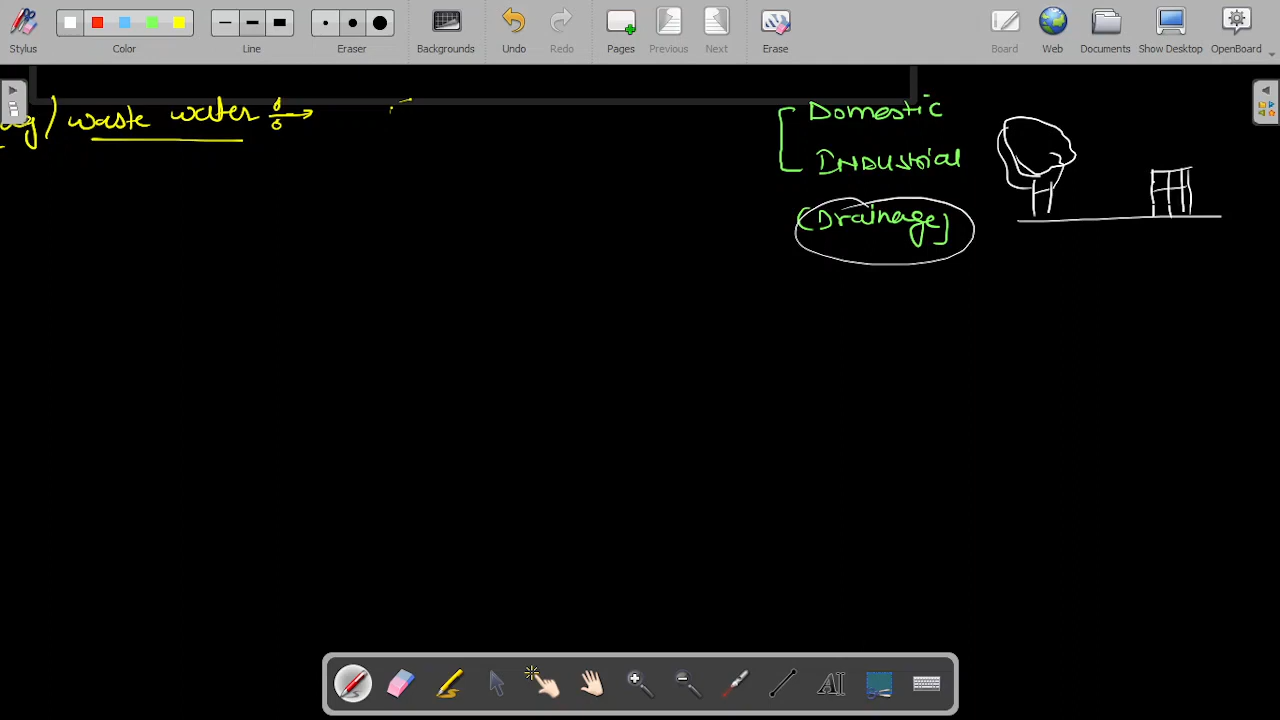 Stylus Color Line Eraser Backgrounds Undo Redo Pages Previous Next Erase Board Web Documents Show Desktop OpenBoard
waste water
Domestic
INdustrial
(Drainage)
AI